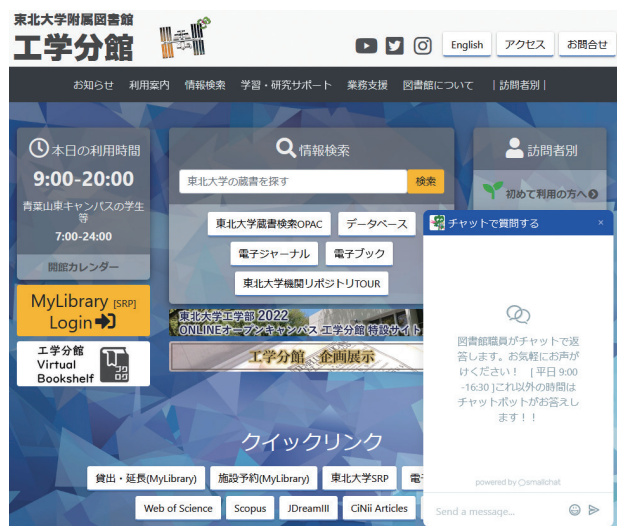 東北大学附属図書館
工学分館
English
アクセス
お問合せ
お知らせ 利用案内 情報検索 学習・研究サポート 業務支援 図書館について | 訪問者別 |
本日の利用時間
9:00-20:00
青葉山東キャンパスの学生
等
7:00-24:00
開館カレンダー
MyLibrary [SRP]
Login
工学分館
Virtual
Bookshelf
情報検索
東北大学の蔵書を探す
検索
東北大学蔵書検索OPAC
データベース
電子ジャーナル
電子ブック
東北大学機関リポジトリTOUR
東北大学工学部 2022
ONLINEオープンキャンパス 工学分館 特設サイト
工学分館 企画展示
訪問者別
初めて利用の方へ
チャットで質問する ×
図書館職員がチャットで返
答します。お気軽にお声が
けください！ [ 平日 9:00
-16:30 ]これ以外の時間は
チャットボットがお答えし
ます！！
powered by smallchat
Send a message...
クイックリンク
貸出・延長(MyLibrary)
施設予約(MyLibrary)
東北大学SRP
電
Web of Science
Scopus
JDreamIII
CiNii Articles